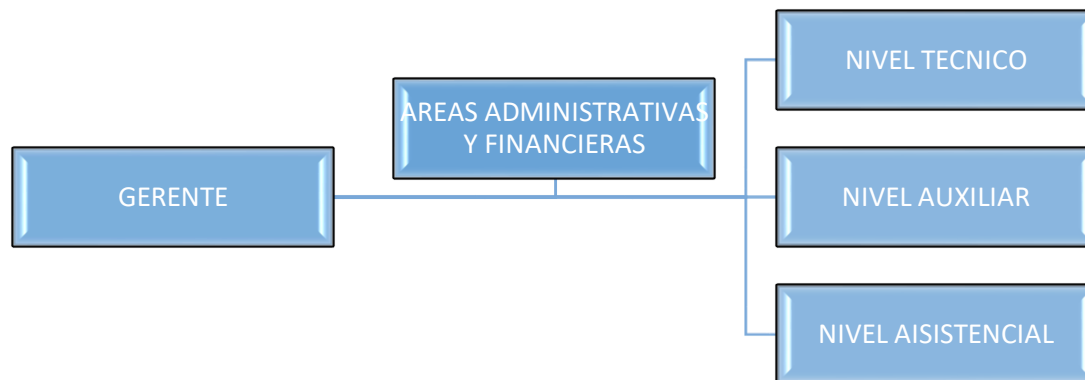 GERENTE
AREAS ADMINISTRATIVAS
Y FINANCIERAS
NIVEL TECNICO
NIVEL AUXILIAR
NIVEL AISISTENCIAL